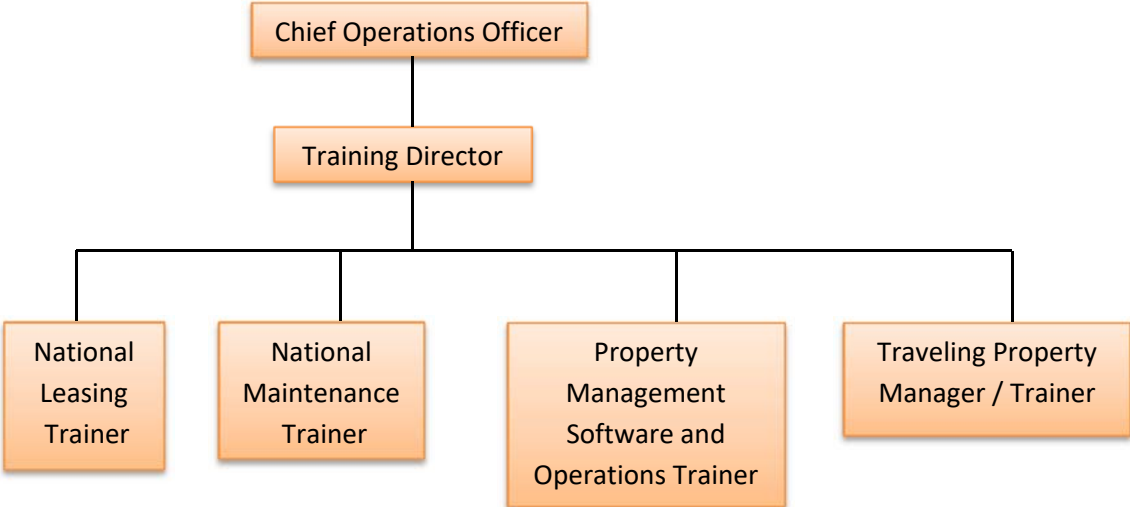 Chief Operations Officer
Training Director
National
Leasing
Trainer
National
Maintenance
Trainer
Property
Management
Software and
Operations Trainer
Traveling Property
Manager / Trainer